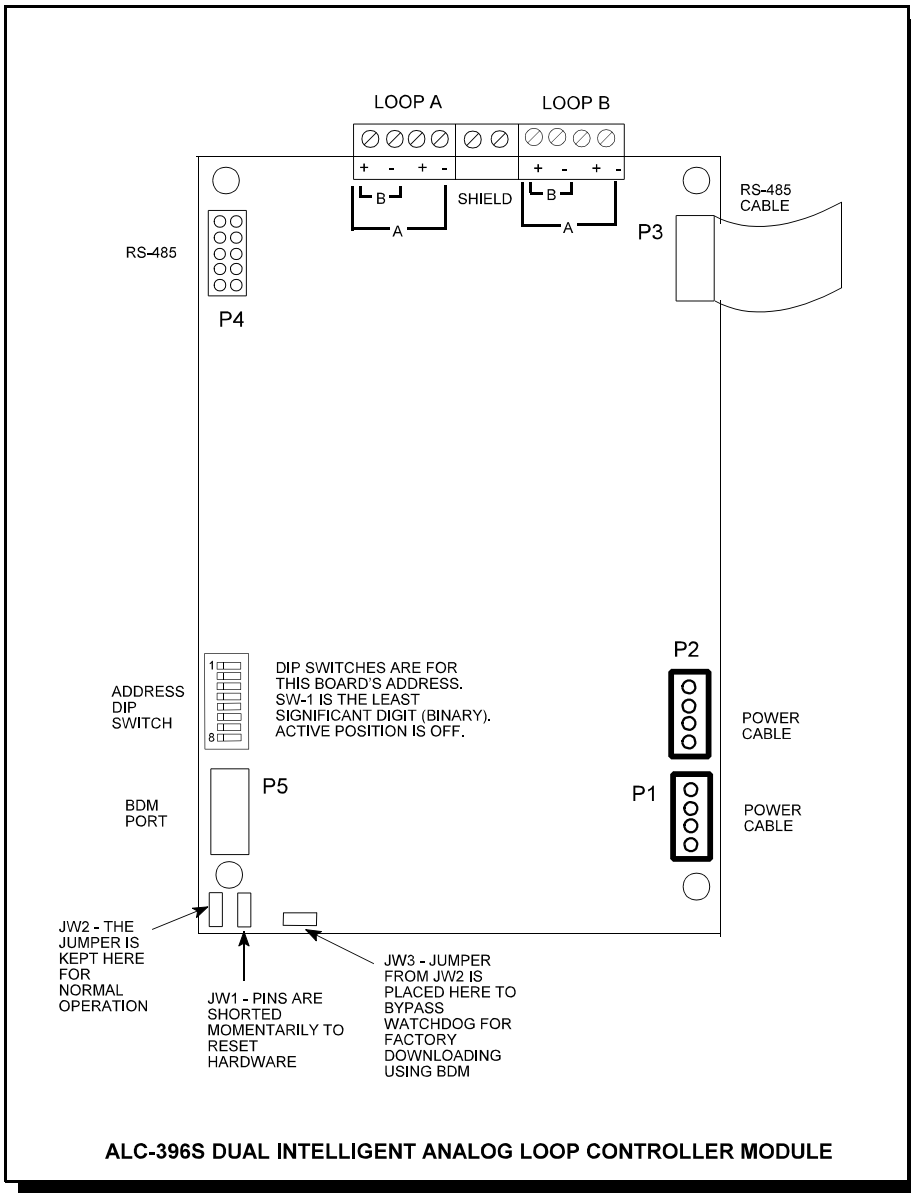 LOOP A
LOOP B
+ - + -
+ - + -
B
A
SHIELD
B
A
RS-485
CABLE
P3
RS-485
P4
1
8
ADDRESS
DIP
SWITCH
DIP SWITCHES ARE FOR
THIS BOARD'S ADDRESS.
SW-1 IS THE LEAST
SIGNIFICANT DIGIT (BINARY).
ACTIVE POSITION IS OFF.
P2
POWER
CABLE
BDM
PORT
P5
P1
POWER
CABLE
JW2 - THE
JUMPER IS
KEPT HERE
FOR
NORMAL
OPERATION
JW1 - PINS ARE
SHORTED
MOMENTARILY TO
RESET
HARDWARE
JW3 - JUMPER
FROM JW2 IS
PLACED HERE TO
BYPASS
WATCHDOG FOR
FACTORY
DOWNLOADING
USING BDM
ALC-396S DUAL INTELLIGENT ANALOG LOOP CONTROLLER MODULE